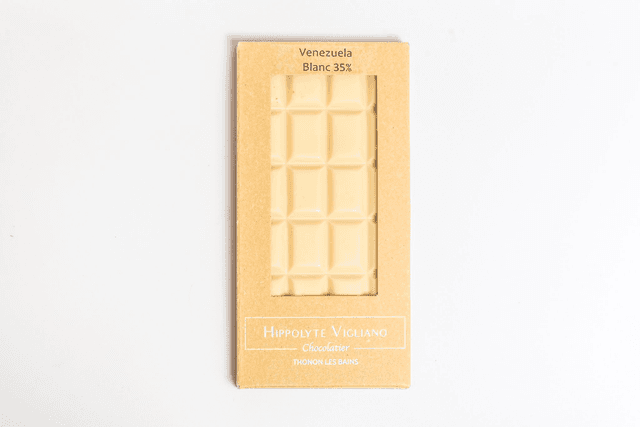 Venezuela
Blanc 35%
Hippolyte Vigliano
Chocolatier
THONON LES BAINS